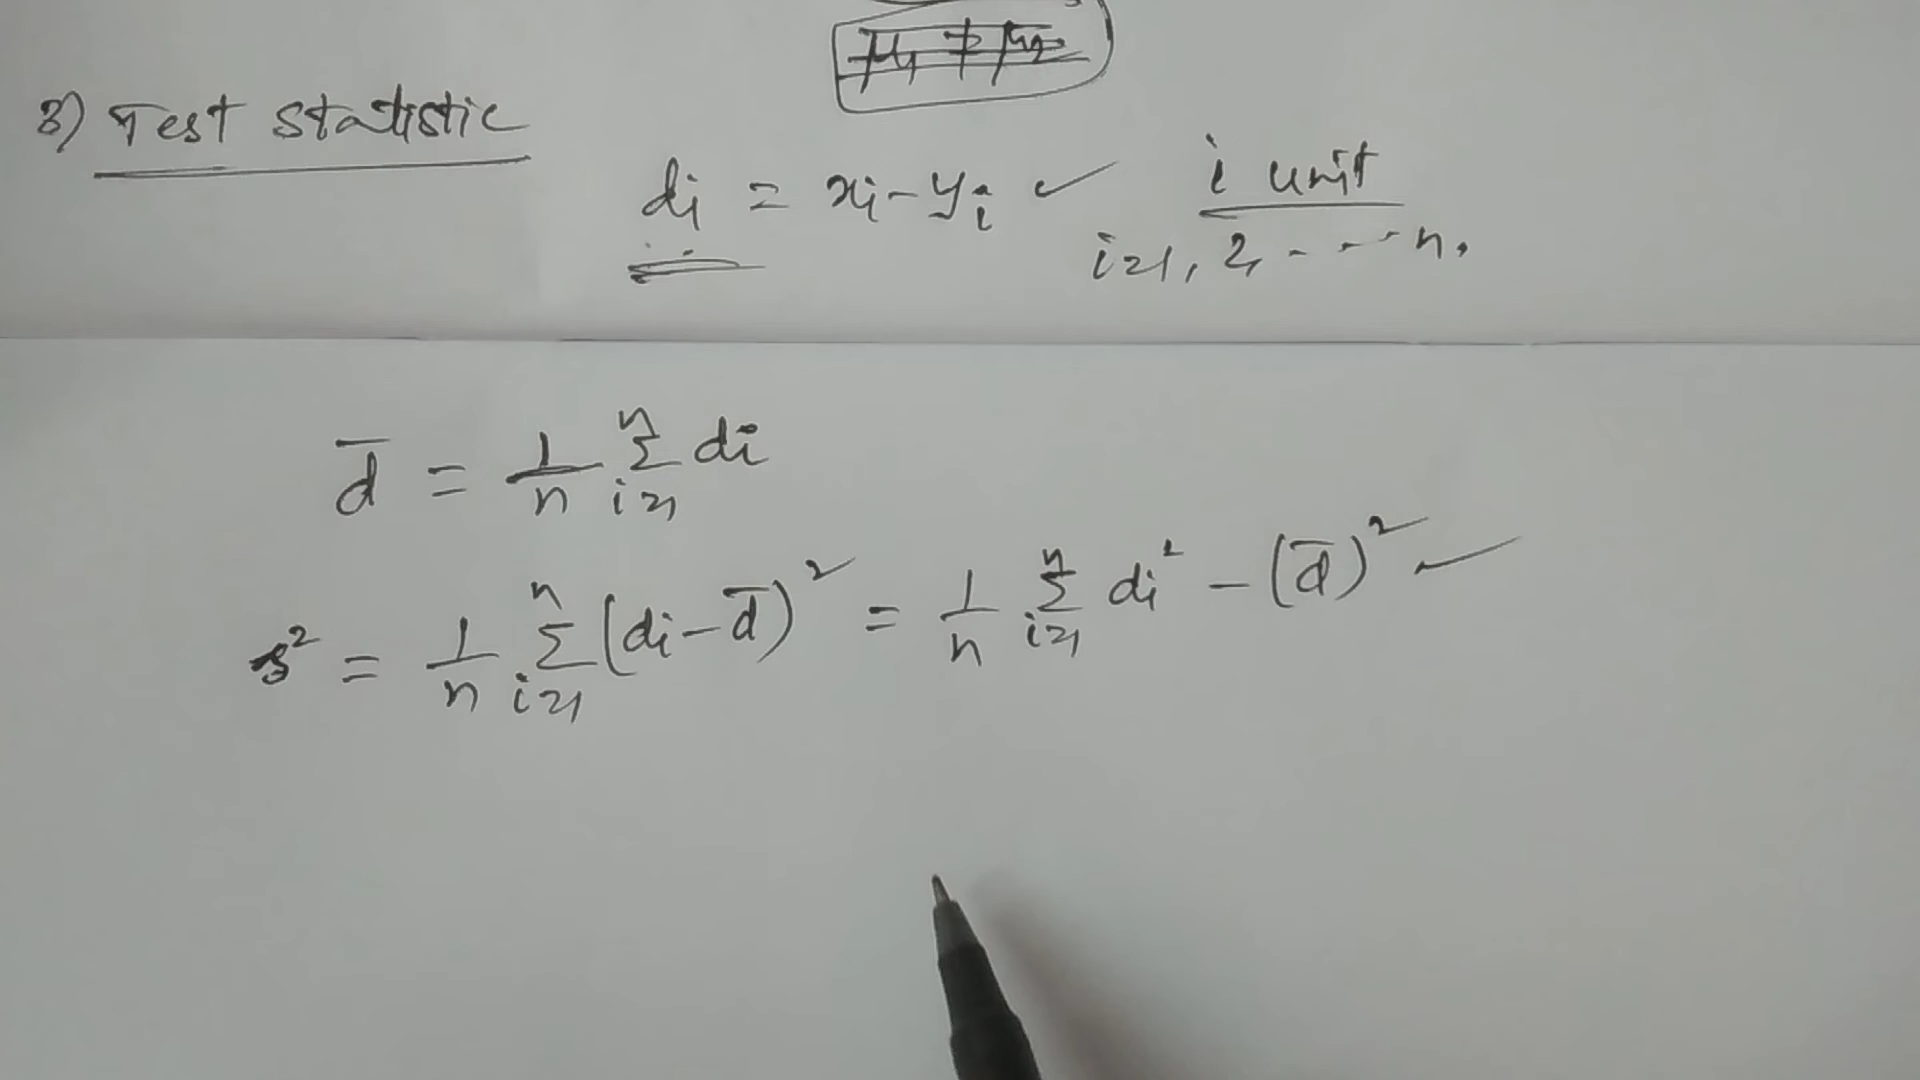 μ₁ ≠ μ₂
3) Test statistic
di = xi - yi ✓ i unit
i=1, 2, - - - n.
d̅ = 1/n Σ_{i=1}^{n} di
s² = 1/n Σ_{i=1}^{n} (di - d̅)² = 1/n Σ_{i=1}^{n} di² - (d̅)² ✓